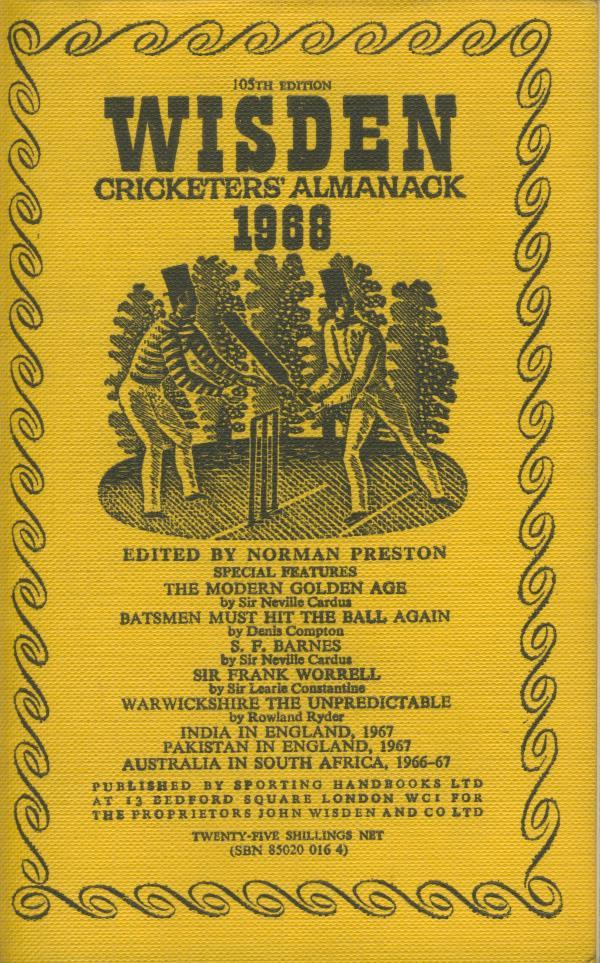 105TH EDITION
WISDEN
CRICKETERS' ALMANACK
1968
EDITED BY NORMAN PRESTON
SPECIAL FEATURES
THE MODERN GOLDEN AGE
by Sir Neville Cardus
BATSMEN MUST HIT THE BALL AGAIN
by Denis Compton
S. F. BARNES
by Sir Neville Cardus
SIR FRANK WORRELL
by Sir Learie Constantine
WARWICKSHIRE THE UNPREDICTABLE
by Rowland Ryder
INDIA IN ENGLAND, 1967
PAKISTAN IN ENGLAND, 1967
AUSTRALIA IN SOUTH AFRICA, 1966–67
PUBLISHED BY SPORTING HANDBOOKS LTD
AT 13 BEDFORD SQUARE LONDON WC1 FOR
THE PROPRIETORS JOHN WISDEN AND CO LTD
TWENTY-FIVE SHILLINGS NET
(SBN 85020 016 4)